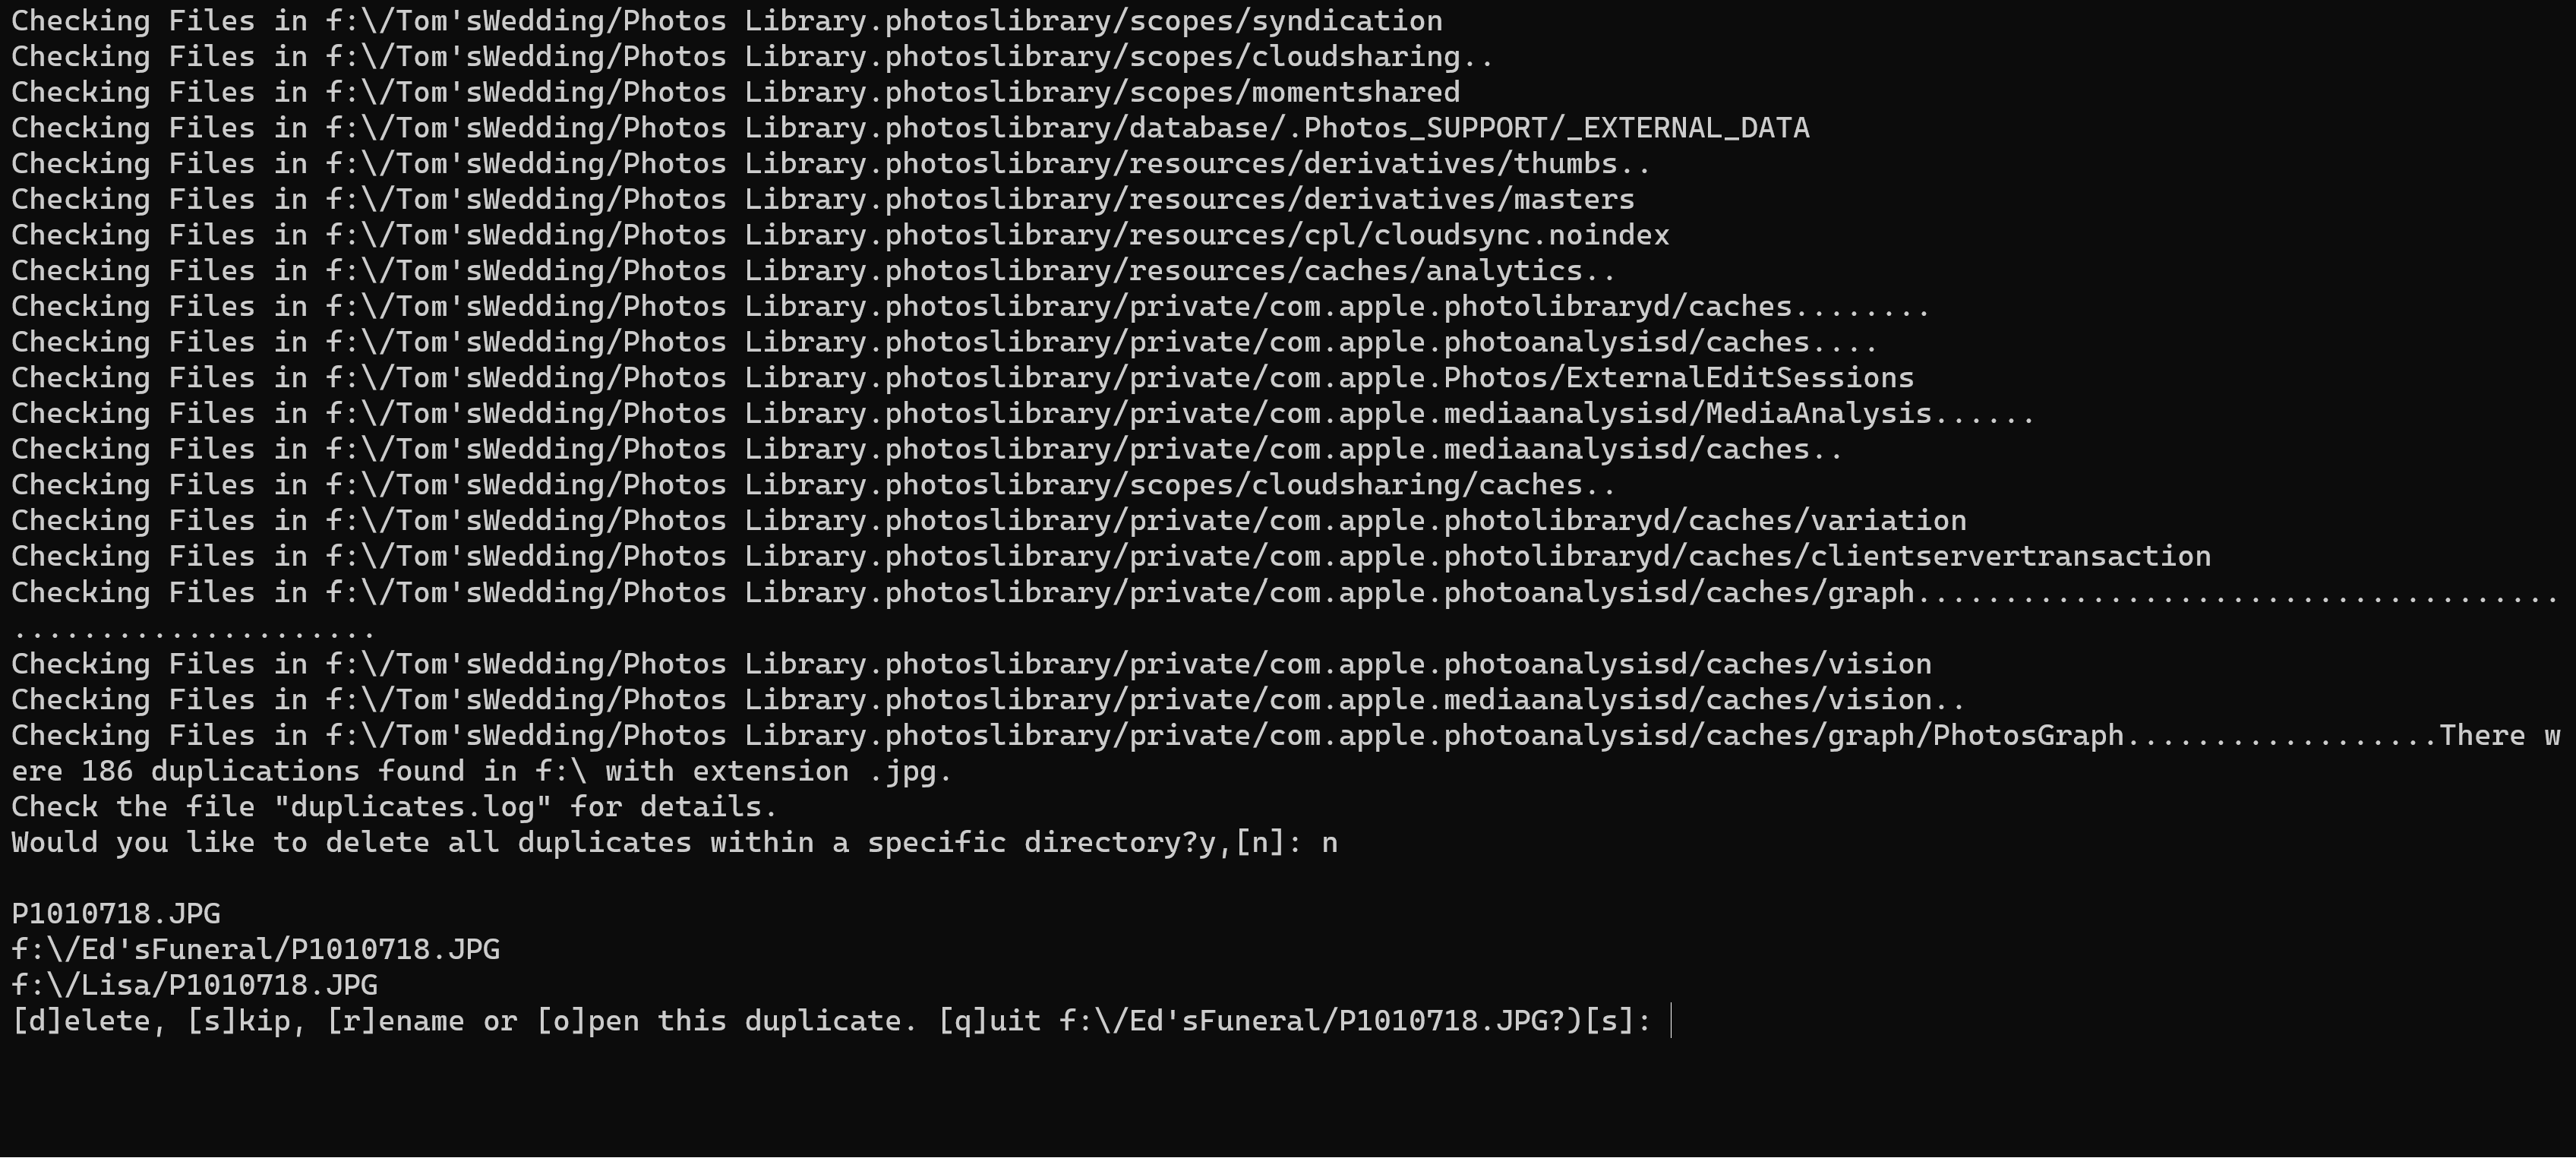 Checking Files in f:\/Tom'sWedding/Photos Library.photoslibrary/scopes/syndication
Checking Files in f:\/Tom'sWedding/Photos Library.photoslibrary/scopes/cloudsharing..
Checking Files in f:\/Tom'sWedding/Photos Library.photoslibrary/scopes/momentshared
Checking Files in f:\/Tom'sWedding/Photos Library.photoslibrary/database/.Photos_SUPPORT/_EXTERNAL_DATA
Checking Files in f:\/Tom'sWedding/Photos Library.photoslibrary/resources/derivatives/thumbs..
Checking Files in f:\/Tom'sWedding/Photos Library.photoslibrary/resources/derivatives/masters
Checking Files in f:\/Tom'sWedding/Photos Library.photoslibrary/resources/cpl/cloudsync.noindex
Checking Files in f:\/Tom'sWedding/Photos Library.photoslibrary/resources/caches/analytics..
Checking Files in f:\/Tom'sWedding/Photos Library.photoslibrary/private/com.apple.photolibraryd/caches........
Checking Files in f:\/Tom'sWedding/Photos Library.photoslibrary/private/com.apple.photoanalysisd/caches....
Checking Files in f:\/Tom'sWedding/Photos Library.photoslibrary/private/com.apple.Photos/ExternalEditSessions
Checking Files in f:\/Tom'sWedding/Photos Library.photoslibrary/private/com.apple.mediaanalysisd/MediaAnalysis......
Checking Files in f:\/Tom'sWedding/Photos Library.photoslibrary/private/com.apple.mediaanalysisd/caches..
Checking Files in f:\/Tom'sWedding/Photos Library.photoslibrary/scopes/cloudsharing/caches..
Checking Files in f:\/Tom'sWedding/Photos Library.photoslibrary/private/com.apple.photolibraryd/caches/variation
Checking Files in f:\/Tom'sWedding/Photos Library.photoslibrary/private/com.apple.photolibraryd/caches/clientservertransaction
Checking Files in f:\/Tom'sWedding/Photos Library.photoslibrary/private/com.apple.photoanalysisd/caches/graph.....................................
.....................
Checking Files in f:\/Tom'sWedding/Photos Library.photoslibrary/private/com.apple.photoanalysisd/caches/vision
Checking Files in f:\/Tom'sWedding/Photos Library.photoslibrary/private/com.apple.mediaanalysisd/caches/vision..
Checking Files in f:\/Tom'sWedding/Photos Library.photoslibrary/private/com.apple.photoanalysisd/caches/graph/PhotosGraph..................There w
ere 186 duplications found in f:\ with extension .jpg.
Check the file "duplicates.log" for details.
Would you like to delete all duplicates within a specific directory?y,[n]: n
P1010718.JPG
f:\/Ed'sFuneral/P1010718.JPG
f:\/Lisa/P1010718.JPG
[d]elete, [s]kip, [r]ename or [o]pen this duplicate. [q]uit f:\/Ed'sFuneral/P1010718.JPG?)[s]: